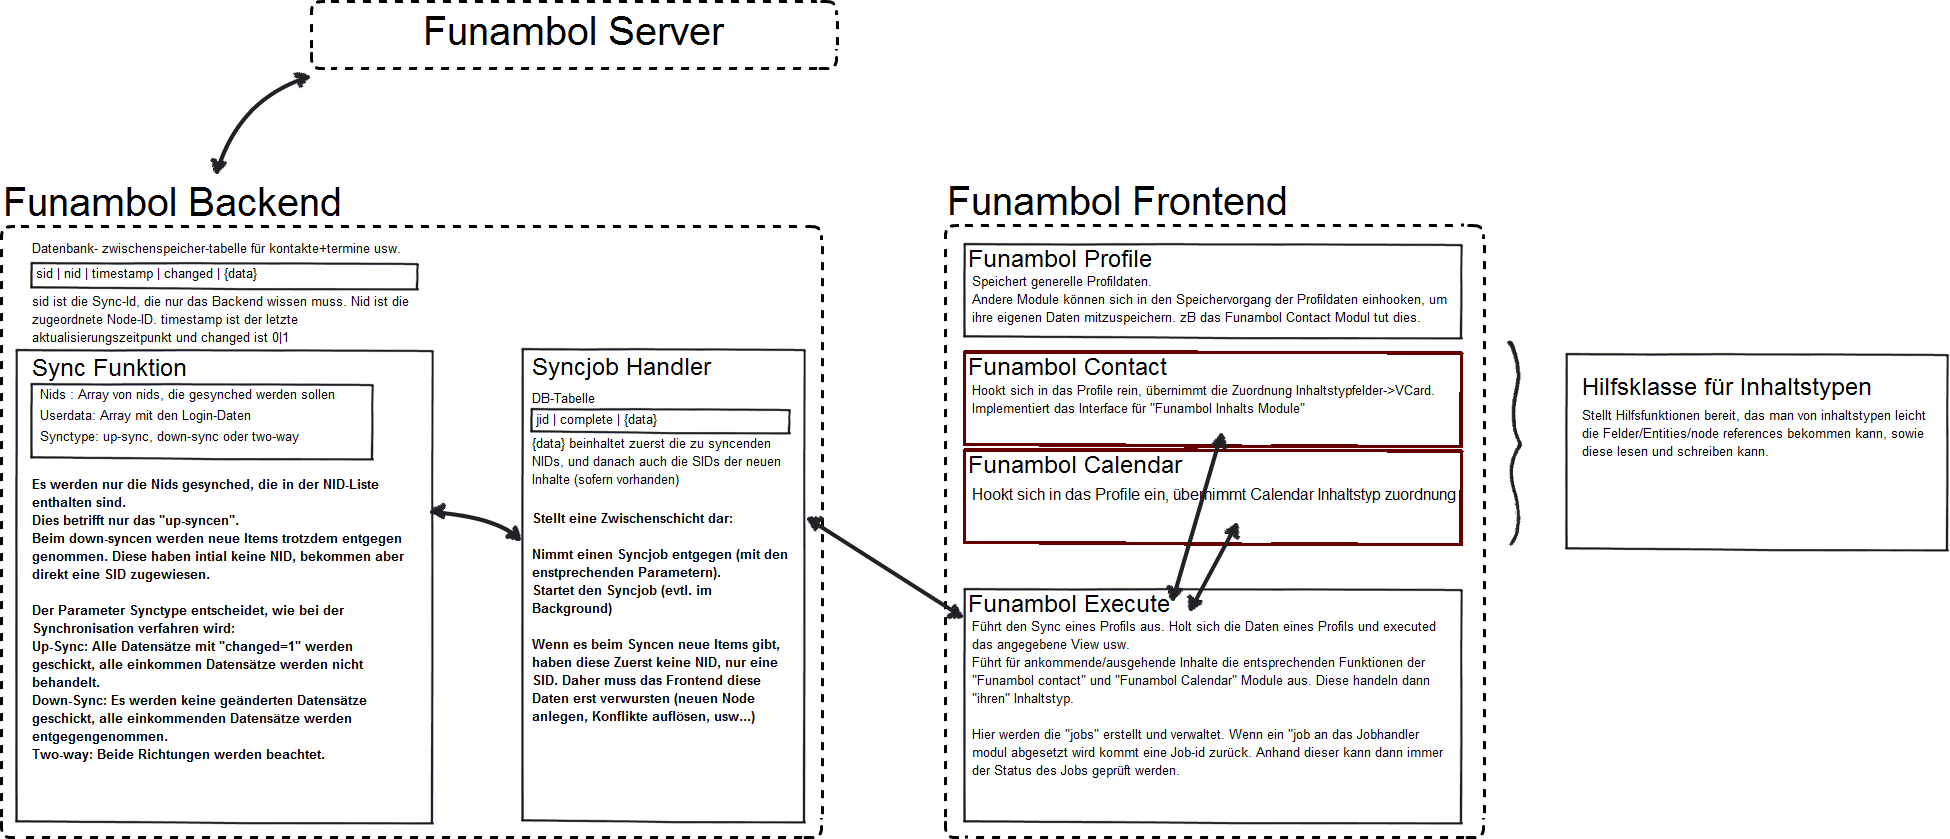 Funambol Server
Funambol Backend
Datenbank- zwischenspeicher-tabelle für kontakte+termine usw.
sid | nid | timestamp | changed | {data}
sid ist die Sync-Id, die nur das Backend wissen muss. Nid ist die
zugeordnete Node-ID. timestamp ist der letzte
aktualisierungszeitpunkt und changed ist 0|1
Sync Funktion
Nids : Array von nids, die gesynched werden sollen
Userdata: Array mit den Login-Daten
Synctype: up-sync, down-sync oder two-way
Es werden nur die Nids gesynched, die in der NID-Liste
enthalten sind.
Dies betrifft nur das "up-syncen".
Beim down-syncen werden neue Items trotzdem entgegen
genommen. Diese haben intial keine NID, bekommen aber
direkt eine SID zugewiesen.
Der Parameter Synctype entscheidet, wie bei der
Synchronisation verfahren wird:
Up-Sync: Alle Datensätze mit "changed=1" werden
geschickt, alle einkommen Datensätze werden nicht
behandelt.
Down-Sync: Es werden keine geänderten Datensätze
geschickt, alle einkommenden Datensätze werden
entgegengenommen.
Two-way: Beide Richtungen werden beachtet.
Syncjob Handler
DB-Tabelle
jid | complete | {data}
{data} beinhaltet zuerst die zu syncenden
NIDs, und danach auch die SIDs der neuen
Inhalte (sofern vorhanden)
Stellt eine Zwischenschicht dar:
Nimmt einen Syncjob entgegen (mit den
enstprechenden Parametern).
Startet den Syncjob (evtl. im
Background)
Wenn es beim Syncen neue Items gibt,
haben diese Zuerst keine NID, nur eine
SID. Daher muss das Frontend diese
Daten erst verwursten (neuen Node
anlegen, Konflikte auflösen, usw...)
Funambol Frontend
Funambol Profile
Speichert generelle Profildaten.
Andere Module können sich in den Speichervorgang der Profildaten einhooken, um
ihre eigenen Daten mitzuspeichern. zB das Funambol Contact Modul tut dies.
Funambol Contact
Hookt sich in das Profile rein, übernimmt die Zuordnung Inhaltstypfelder->VCard.
Implementiert das Interface für "Funambol Inhalts Module"
Funambol Calendar
Hookt sich in das Profile ein, übernimmt Calendar Inhaltstyp zuordnung
Funambol Execute
Führt den Sync eines Profils aus. Holt sich die Daten eines Profils und executed
das angegebene View usw.
Führt für ankommende/ausgehende Inhalte die entsprechenden Funktionen der
"Funambol contact" und "Funambol Calendar" Module aus. Diese handeln dann
"ihren" Inhaltstyp.
Hier werden die "jobs" erstellt und verwaltet. Wenn ein "job an das Jobhandler
modul abgesetzt wird kommt eine Job-id zurück. Anhand dieser kann dann immer
der Status des Jobs geprüft werden.
Hilfsklasse für Inhaltstypen
Stellt Hilfsfunktionen bereit, das man von inhaltstypen leicht
die Felder/Entities/node references bekommen kann, sowie
diese lesen und schreiben kann.